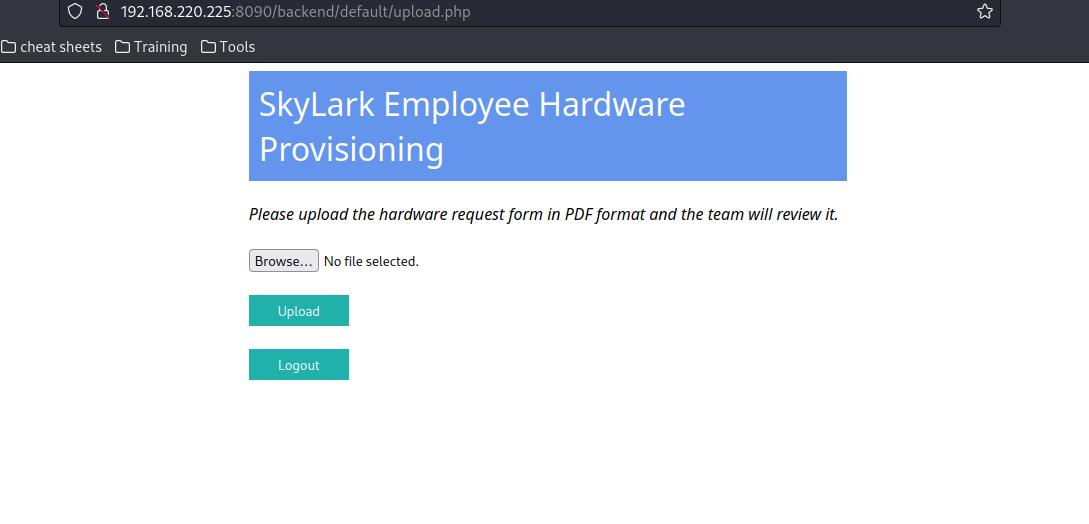 192.168.220.225:8090/backend/default/upload.php
cheat sheets Training Tools
SkyLark Employee Hardware
Provisioning
Please upload the hardware request form in PDF format and the team will review it.
Browse... No file selected.
Upload
Logout